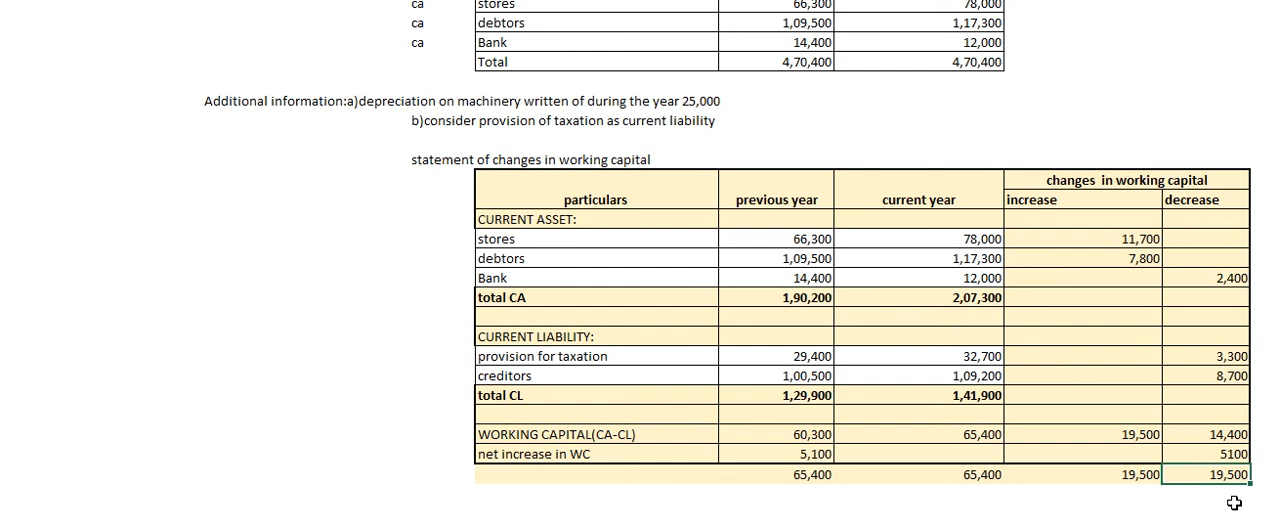 ca stores 66,300 78,000
ca debtors 1,09,500 1,17,300
ca Bank 14,400 12,000
Total 4,70,400 4,70,400
Additional information:a)depreciation on machinery written of during the year 25,000
b)consider provision of taxation as current liability
statement of changes in working capital
changes in working capital
particulars previous year current year increase decrease
CURRENT ASSET:
stores 66,300 78,000 11,700
debtors 1,09,500 1,17,300 7,800
Bank 14,400 12,000 2,400
total CA 1,90,200 2,07,300
CURRENT LIABILITY:
provision for taxation 29,400 32,700 3,300
creditors 1,00,500 1,09,200 8,700
total CL 1,29,900 1,41,900
WORKING CAPITAL(CA-CL) 60,300 65,400 19,500 14,400
net increase in WC 5,100 5100
65,400 65,400 19,500 19,500